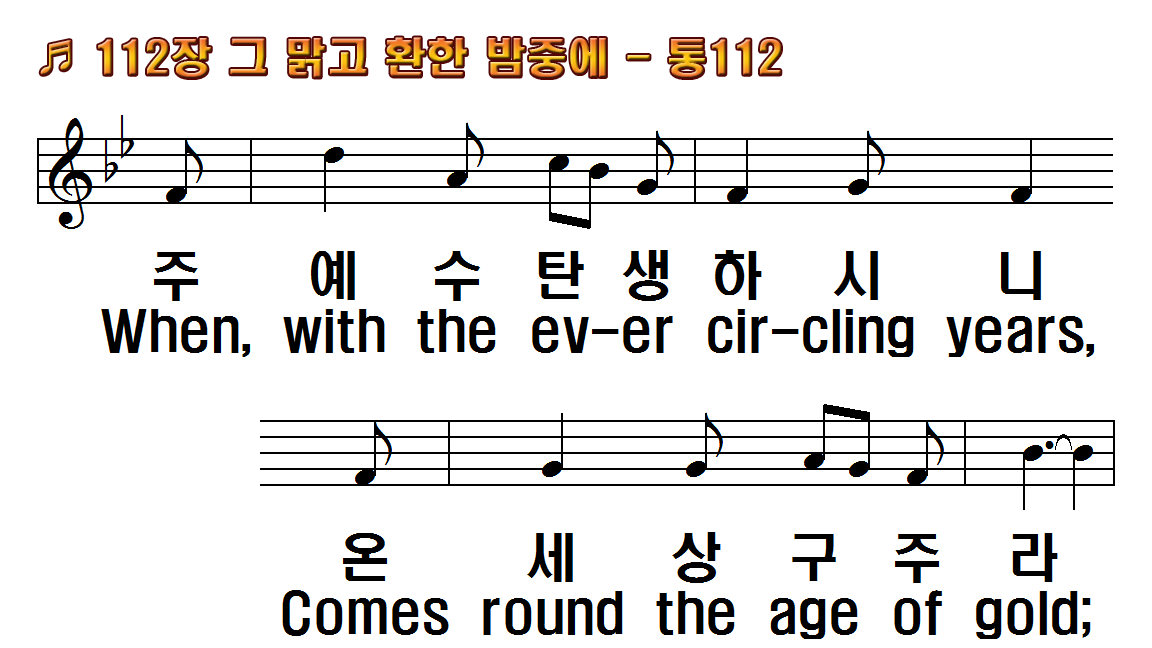 ♬ 112장 그 맑고 환한 밤중에 - 통112
주 예 수 탄 생 하 시 니
When, with the ev-er cir-cling years,
온 세 상 구 주 라
Comes round the age of gold;